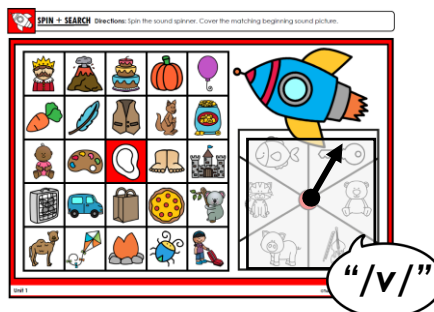 SPIN + SEARCH Directions: Spin the sound spinner. Cover the matching beginning sound picture.
"/v/"
Unit 1